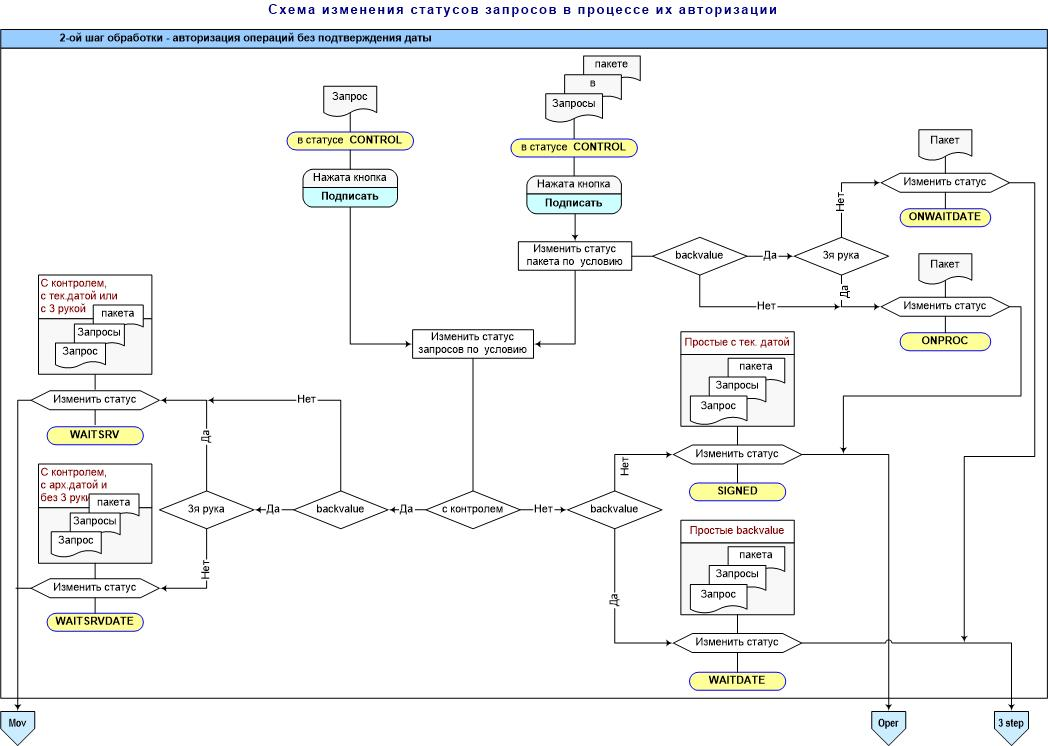 Схема изменения статусов запросов в процессе их авторизации
2-ой шаг обработки - авторизация операций без подтверждения даты
Запрос
в статусе CONTROL
Нажата кнопка
Подписать
пакете
в
Запросы
в статусе CONTROL
Нажата кнопка
Подписать
Изменить статус
пакета по условию
backvalue
Да
3я рука
Нет
Да
Нет
Пакет
Изменить статус
ONWAITDATE
Пакет
Изменить статус
ONPROC
Изменить статус
запросов по условию
С контролем,
с тек.датой или
с 3 рукой
пакета
Запросы
Запрос
Изменить статус
WAITSRV
Нет
Да
С контролем,
с арх.датой и
без 3 руки
пакета
Запросы
Запрос
Изменить статус
WAITSRVDATE
3я рука
Да
backvalue
Да
с контролем
Нет
backvalue
Нет
Нет
Да
Простые с тек. датой
пакета
Запросы
Запрос
Изменить статус
SIGNED
Простые backvalue
пакета
Запросы
Запрос
Изменить статус
WAITDATE
Mov
Oper
3 step